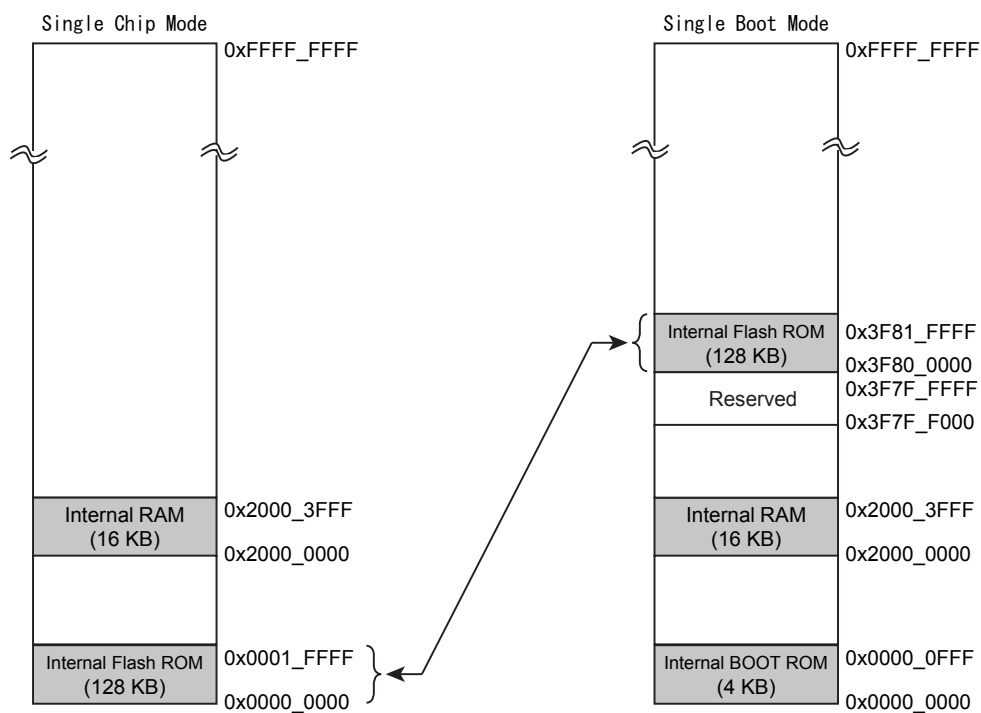 Single Chip Mode
0xFFFF_FFFF
Internal RAM
(16 KB)
0x2000_3FFF
0x2000_0000
Internal Flash ROM
(128 KB)
0x0001_FFFF
0x0000_0000
Single Boot Mode
0xFFFF_FFFF
Internal Flash ROM
(128 KB)
0x3F81_FFFF
0x3F80_0000
Reserved
0x3F7F_FFFF
0x3F7F_F000
Internal RAM
(16 KB)
0x2000_3FFF
0x2000_0000
Internal BOOT ROM
(4 KB)
0x0000_0FFF
0x0000_0000